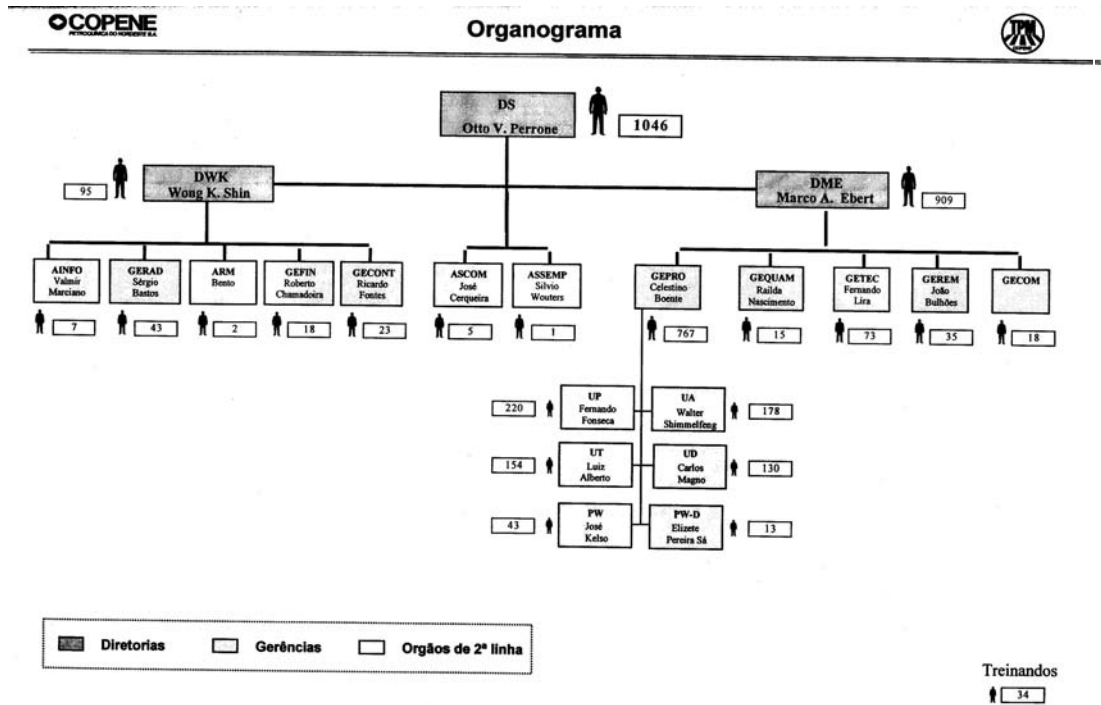 COPENE
PETROQUÍMICA DO NORDESTE S.A.
Organograma
TPM
COPENE
DS
Otto V. Perrone
1046
95
DWK
Wong K. Shin
DME
Marco A. Ebert
909
AINFO
Valmir
Marciano
7
GERAD
Sérgio
Bastos
43
ARM
Bento
2
GEFIN
Roberto
Chamadoira
18
GECONT
Ricardo
Fontes
23
ASCOM
José
Cerqueira
5
ASSEMP
Silvio
Wouters
1
GEPRO
Celestino
Boente
767
GEQUAM
Railda
Nascimento
15
GETEC
Fernando
Lira
73
GEREM
João
Bulhões
35
GECOM
18
220
UP
Fernando
Fonseca
UA
Walter
Shimmelfeng
178
154
UT
Luiz
Alberto
UD
Carlos
Magno
130
43
PW
José
Kelso
PW-D
Elizete
Pereira Sá
13
Diretorias
Gerências
Orgãos de 2ª linha
Treinandos
34